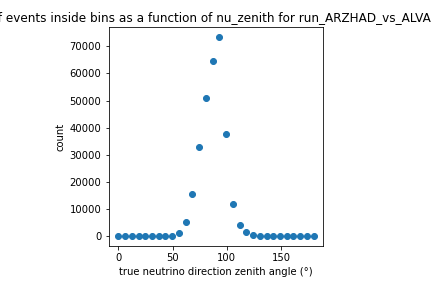 events inside bins as a function of nu_zenith for run_ARZHAD_vs_ALVA
70000
60000
50000
40000
30000
20000
10000
0
count
0 50 100 150
true neutrino direction zenith angle (°)